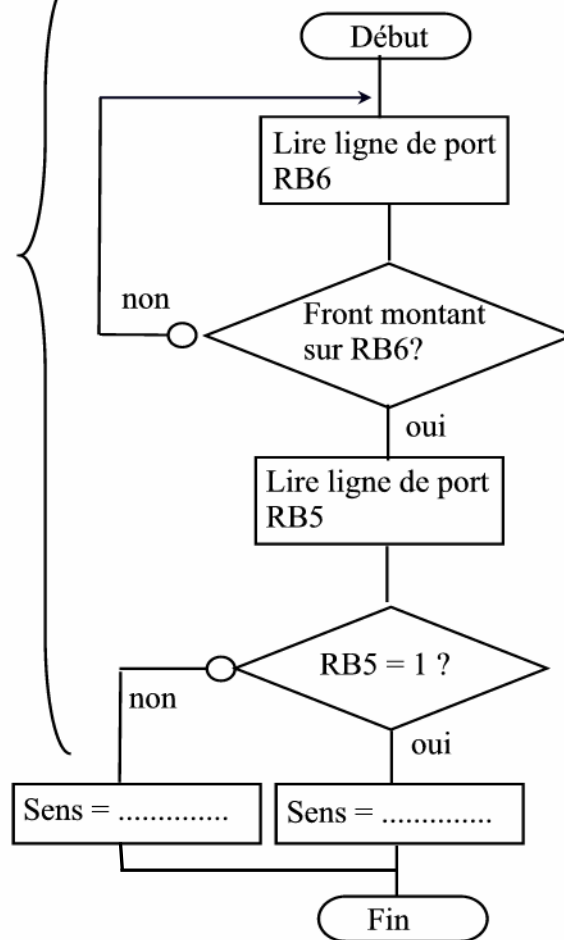 Début
Lire ligne de port
RB6
non
Front montant
sur RB6?
oui
Lire ligne de port
RB5
RB5 = 1 ?
non
oui
Sens = ..............
Sens = ..............
Fin